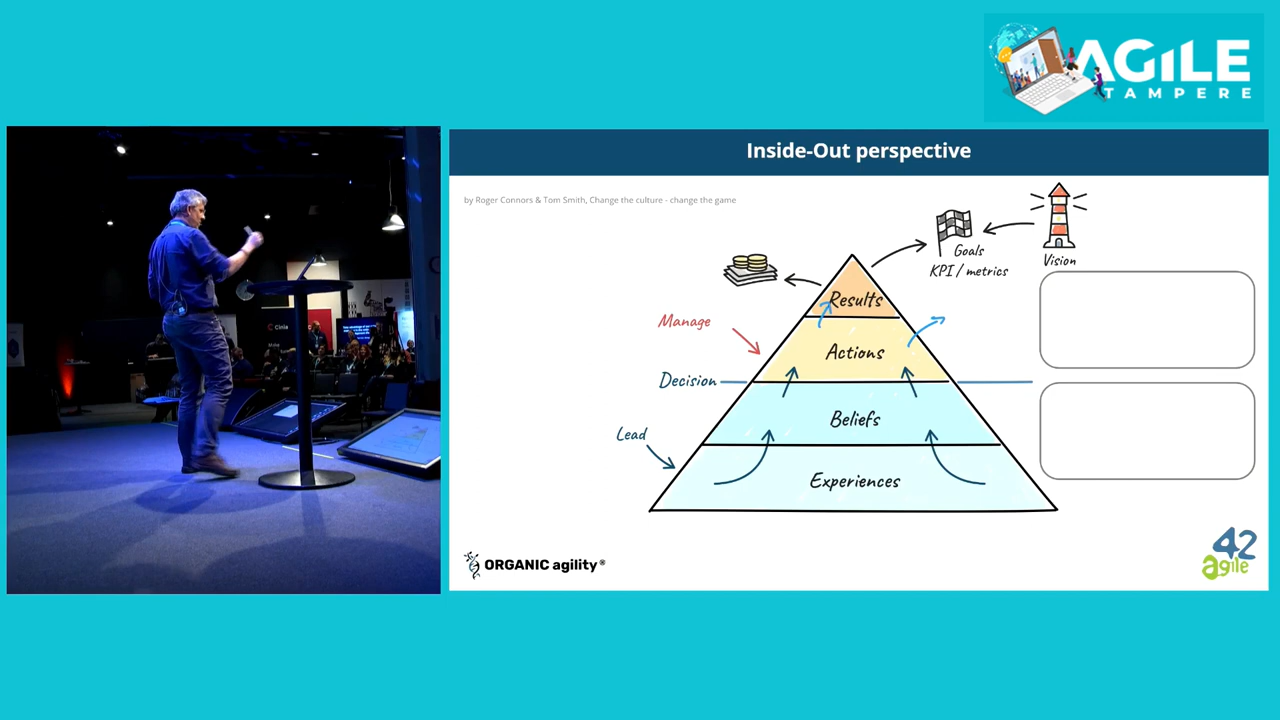 AGILE
TAMPERE
Inside-Out perspective
by Roger Connors & Tom Smith, Change the culture - change the game
Goals
KPI / metrics
Vision
Results
Manage
Actions
Decision
Beliefs
Lead
Experiences
ORGANIC agility®
42
agile
Cinia